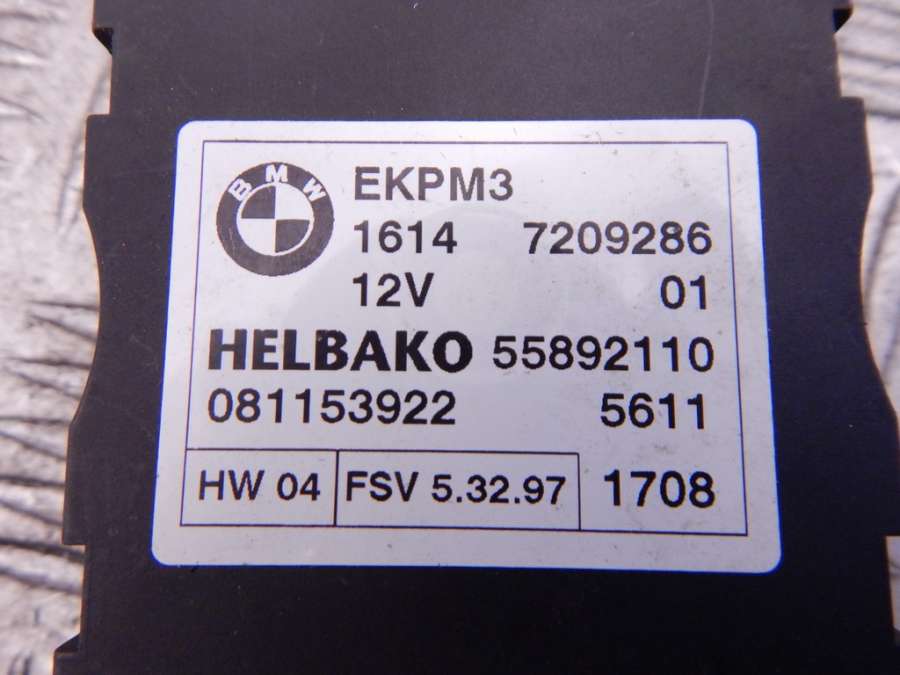 BMW
EKPM3
1614 7209286
12V 01
HELBAKO 55892110
081153922 5611
HW 04 FSV 5.32.97 1708